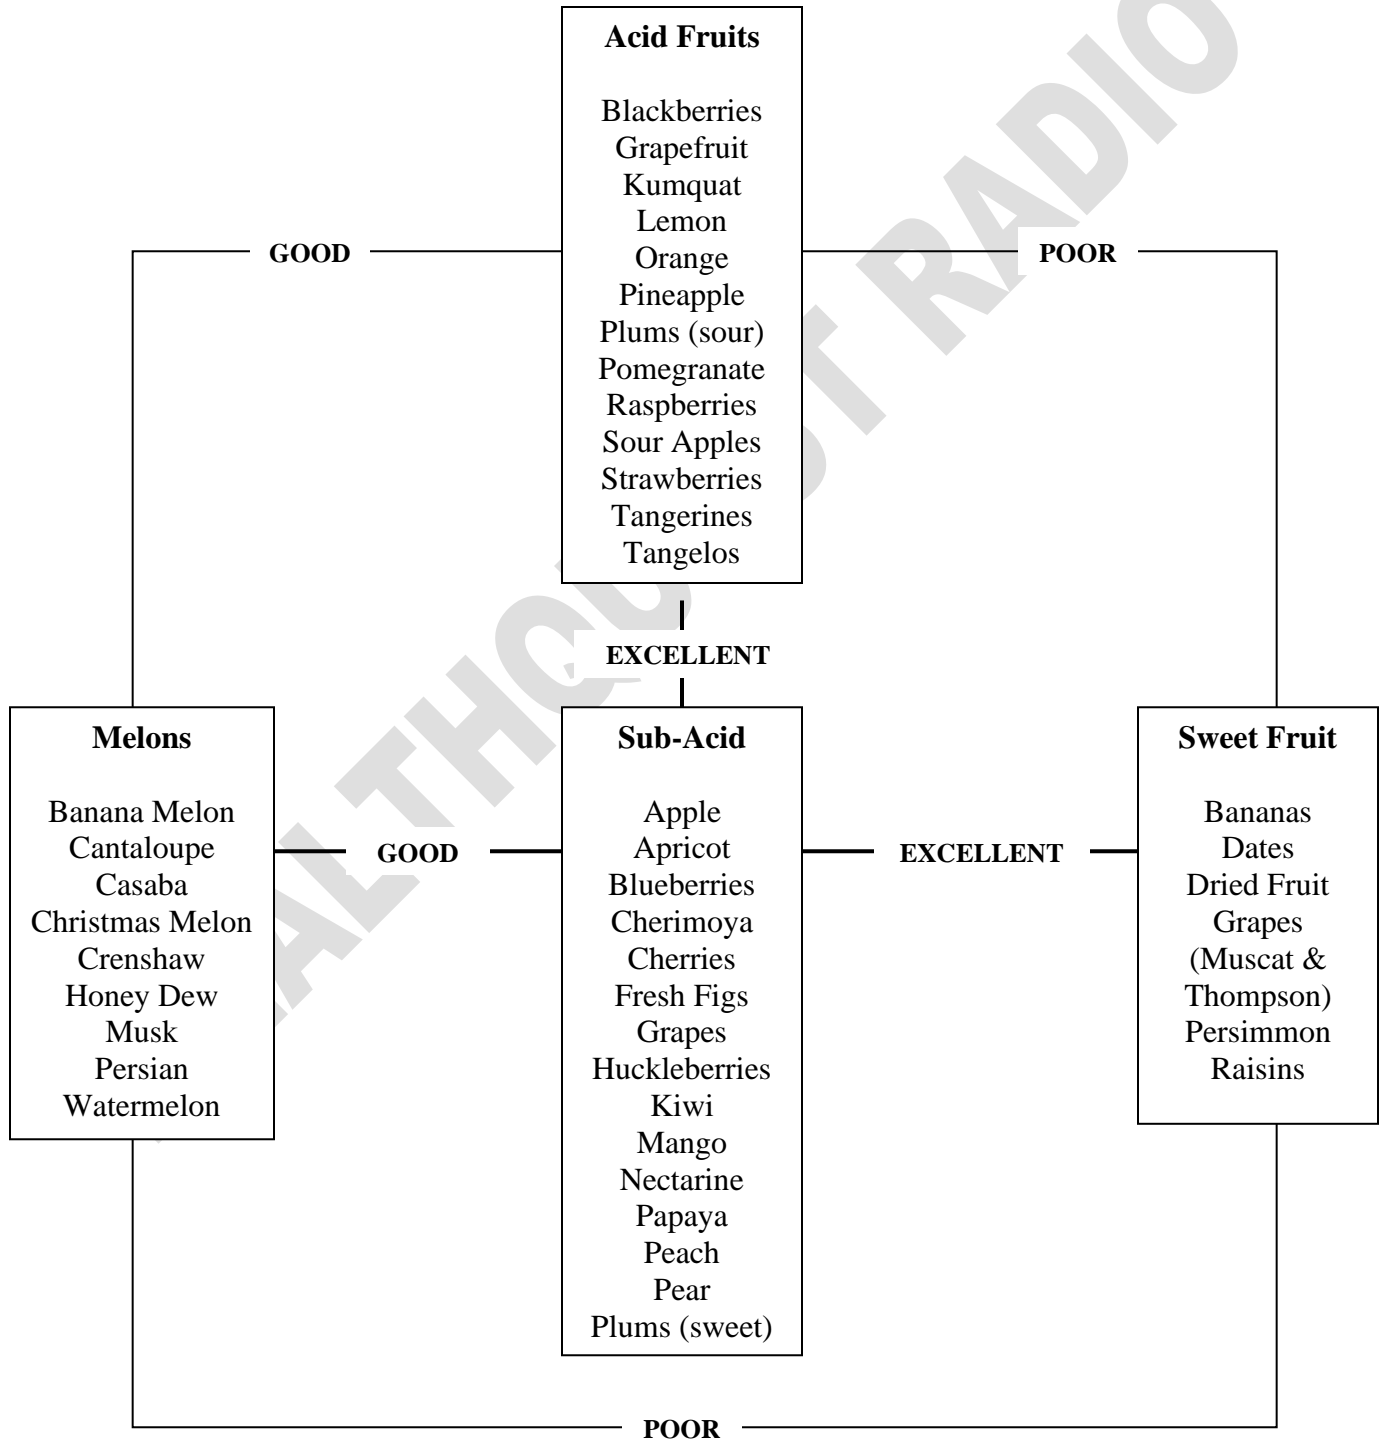 Acid Fruits
Blackberries
Grapefruit
Kumquat
Lemon
Orange
Pineapple
Plums (sour)
Pomegranate
Raspberries
Sour Apples
Strawberries
Tangerines
Tangelos
GOOD
POOR
EXCELLENT
Melons
Banana Melon
Cantaloupe
Casaba
Christmas Melon
Crenshaw
Honey Dew
Musk
Persian
Watermelon
GOOD
Sub-Acid
Apple
Apricot
Blueberries
Cherimoya
Cherries
Fresh Figs
Grapes
Huckleberries
Kiwi
Mango
Nectarine
Papaya
Peach
Pear
Plums (sweet)
EXCELLENT
Sweet Fruit
Bananas
Dates
Dried Fruit
Grapes
(Muscat &
Thompson)
Persimmon
Raisins
POOR
RADIO